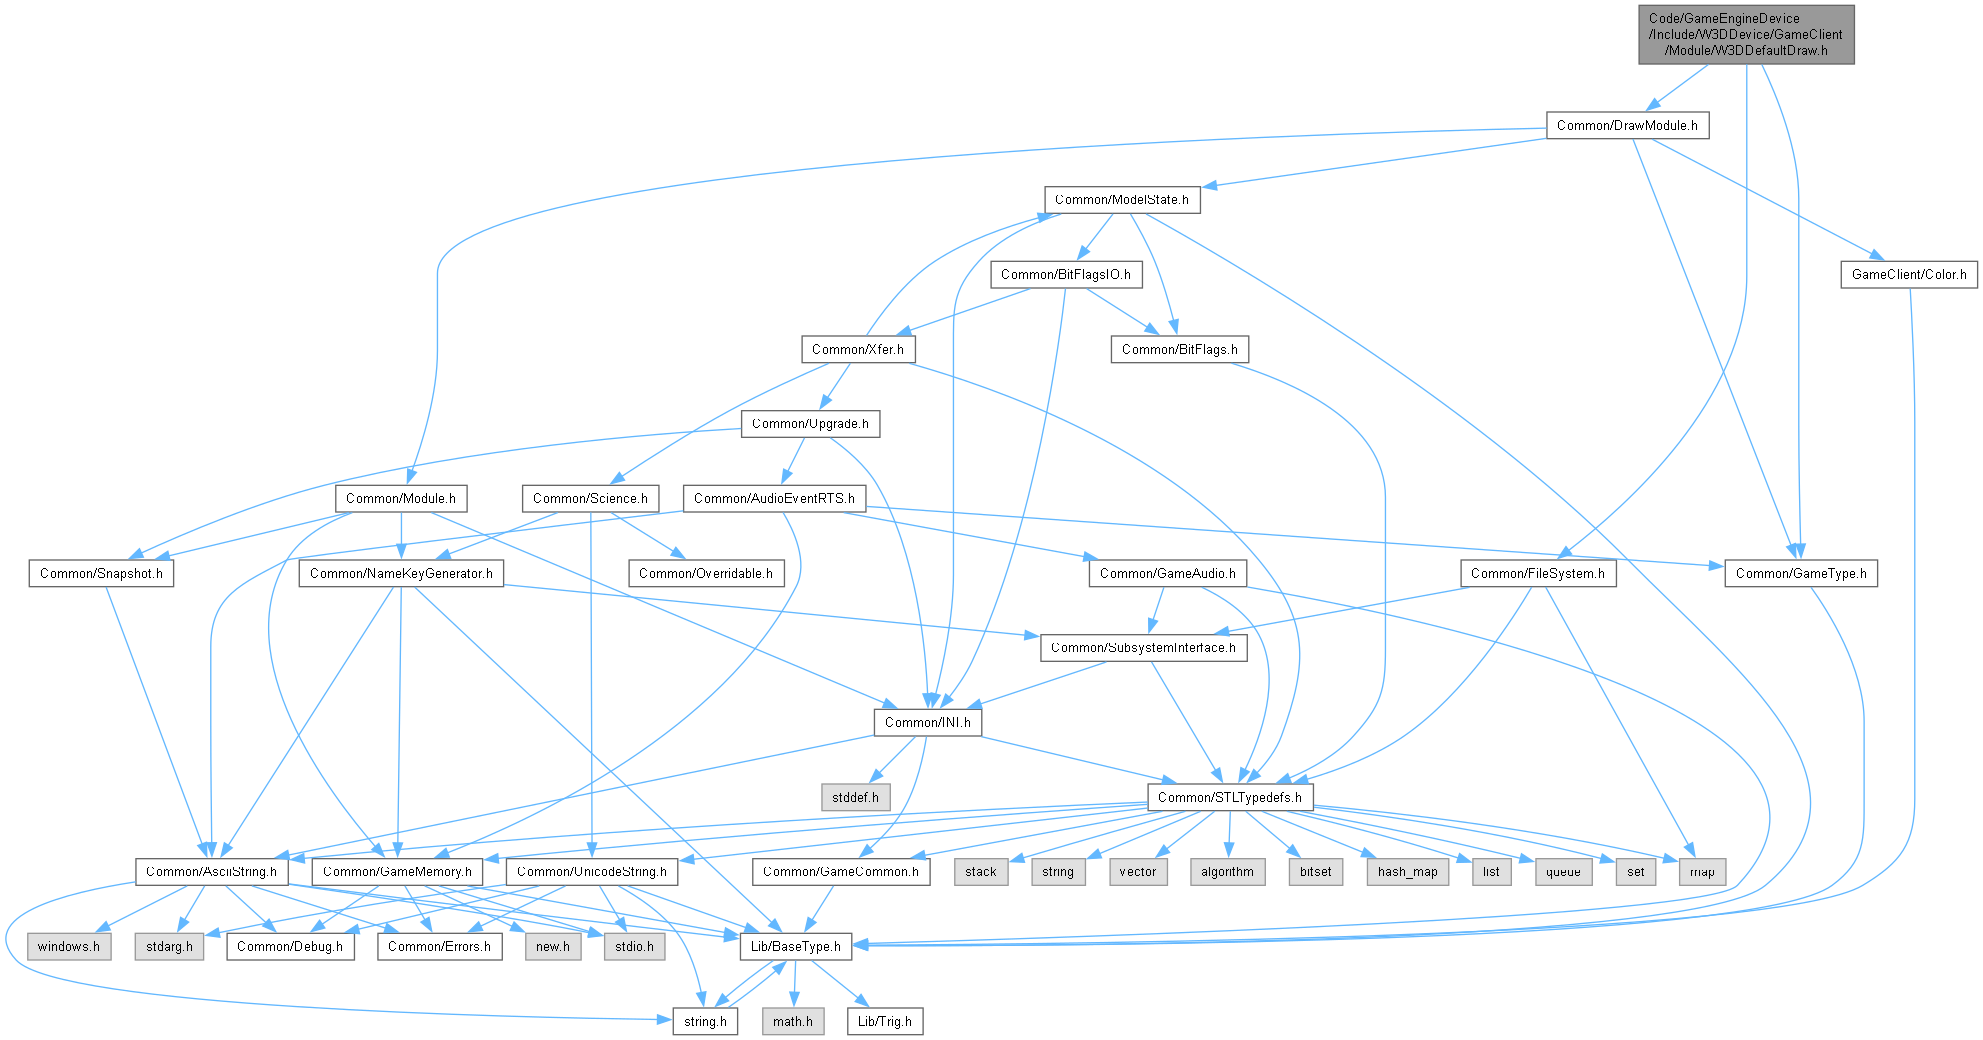 Code/GameEngineDevice
/Include/W3DDevice/GameClient
/Module/W3DDefaultDraw.h
Common/DrawModule.h
Common/ModelState.h
Common/BitFlagsIO.h
GameClient/Color.h
Common/Xfer.h
Common/BitFlags.h
Common/Upgrade.h
Common/Module.h
Common/Science.h
Common/AudioEventRTS.h
Common/Snapshot.h
Common/NameKeyGenerator.h
Common/Overridable.h
Common/GameAudio.h
Common/FileSystem.h
Common/GameType.h
Common/SubsystemInterface.h
Common/INI.h
stddef.h
Common/STLTypedefs.h
Common/AsciiString.h
Common/GameMemory.h
Common/UnicodeString.h
Common/GameCommon.h
stack
string
vector
algorithm
bitset
hash_map
list
queue
set
map
windows.h
stdarg.h
Common/Debug.h
Common/Errors.h
new.h
stdio.h
Lib/BaseType.h
string.h
math.h
Lib/Trig.h